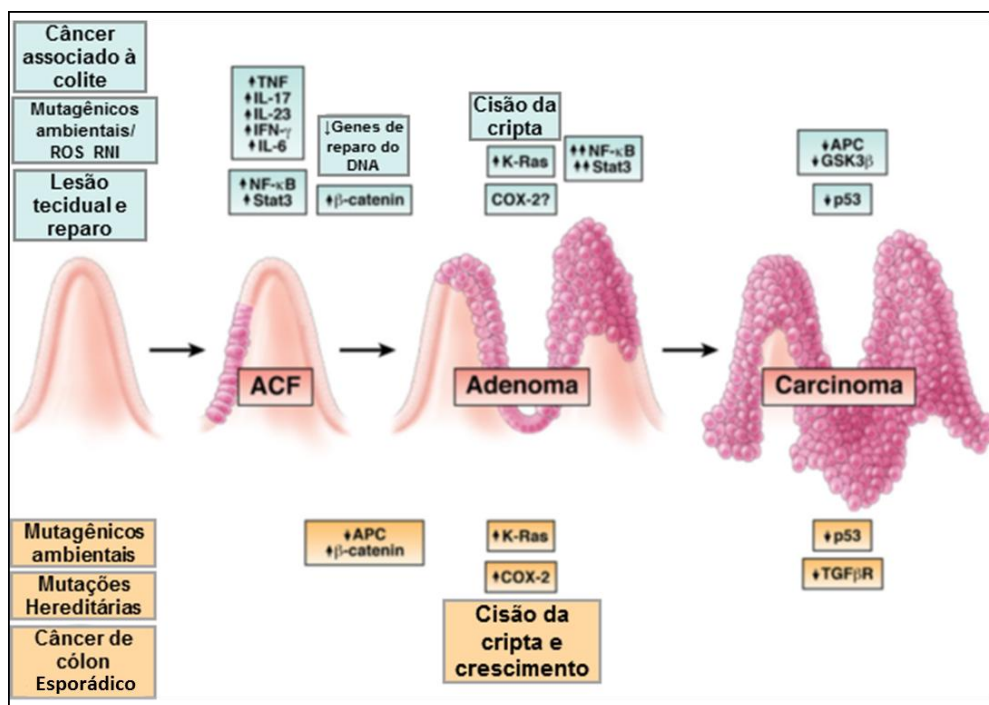 Câncer
associado à
colite
Mutagênicos
ambientais/
ROS RNI
Lesão
tecidual e
reparo
↑TNF
↑IL-17
↑IL-23
↑IFN-γ
↑IL-6
↑NF-κB
↑Stat3
↓Genes de
reparo do
DNA
↑β-catenin
Cisão da
cripta
↑K-Ras
COX-2?
↑↑NF-κB
↑↑Stat3
↓APC
↓GSK3β
↓p53
ACF
Adenoma
Carcinoma
Mutagênicos
ambientais
Mutações
Hereditárias
Câncer de
cólon
Esporádico
↓APC
↑β-catenin
↑K-Ras
↑COX-2
Cisão da
cripta e
crescimento
↓p53
↓TGFβR